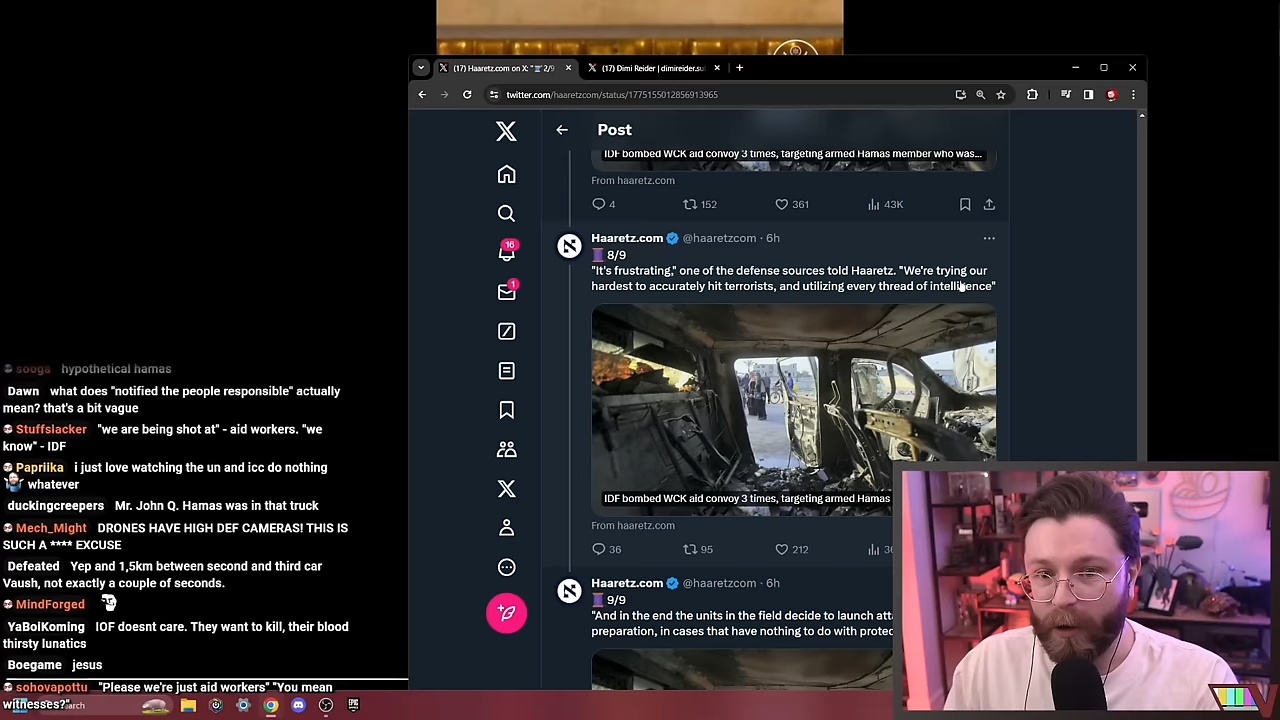 (17) Haaretz.com on X: "🧵2/9
(17) Dimi Reider | dimireider.su
twitter.com/haaretzcom/status/1775155012856913965
Post
IDF bombed WCK aid convoy 3 times, targeting armed Hamas member who was...
From haaretz.com
4 152 361 43K
16
1
Haaretz.com @haaretzcom · 6h
🧵 8/9
"It's frustrating," one of the defense sources told Haaretz. "We're trying our
hardest to accurately hit terrorists, and utilizing every thread of intelligence"
IDF bombed WCK aid convoy 3 times, targeting armed Hamas
From haaretz.com
36 95 212
Haaretz.com @haaretzcom · 6h
🧵 9/9
"And in the end the units in the field decide to launch att
preparation, in cases that have nothing to do with protec
sooga hypothetical hamas
Dawn what does "notified the people responsible" actually
mean? that's a bit vague
Stuffslacker "we are being shot at" - aid workers. "we
know" - IDF
Papriika i just love watching the un and icc do nothing
whatever
duckingcreepers Mr. John Q. Hamas was in that truck
Mech_Might DRONES HAVE HIGH DEF CAMERAS! THIS IS
SUCH A **** EXCUSE
Defeated Yep and 1,5km between second and third car
Vaush, not exactly a couple of seconds.
MindForged
YaBoiKoming IOF doesnt care. They want to kill, their blood
thirsty lunatics
Boegame jesus
sohovapottu "Please we're just aid workers" "You mean
witnesses?"